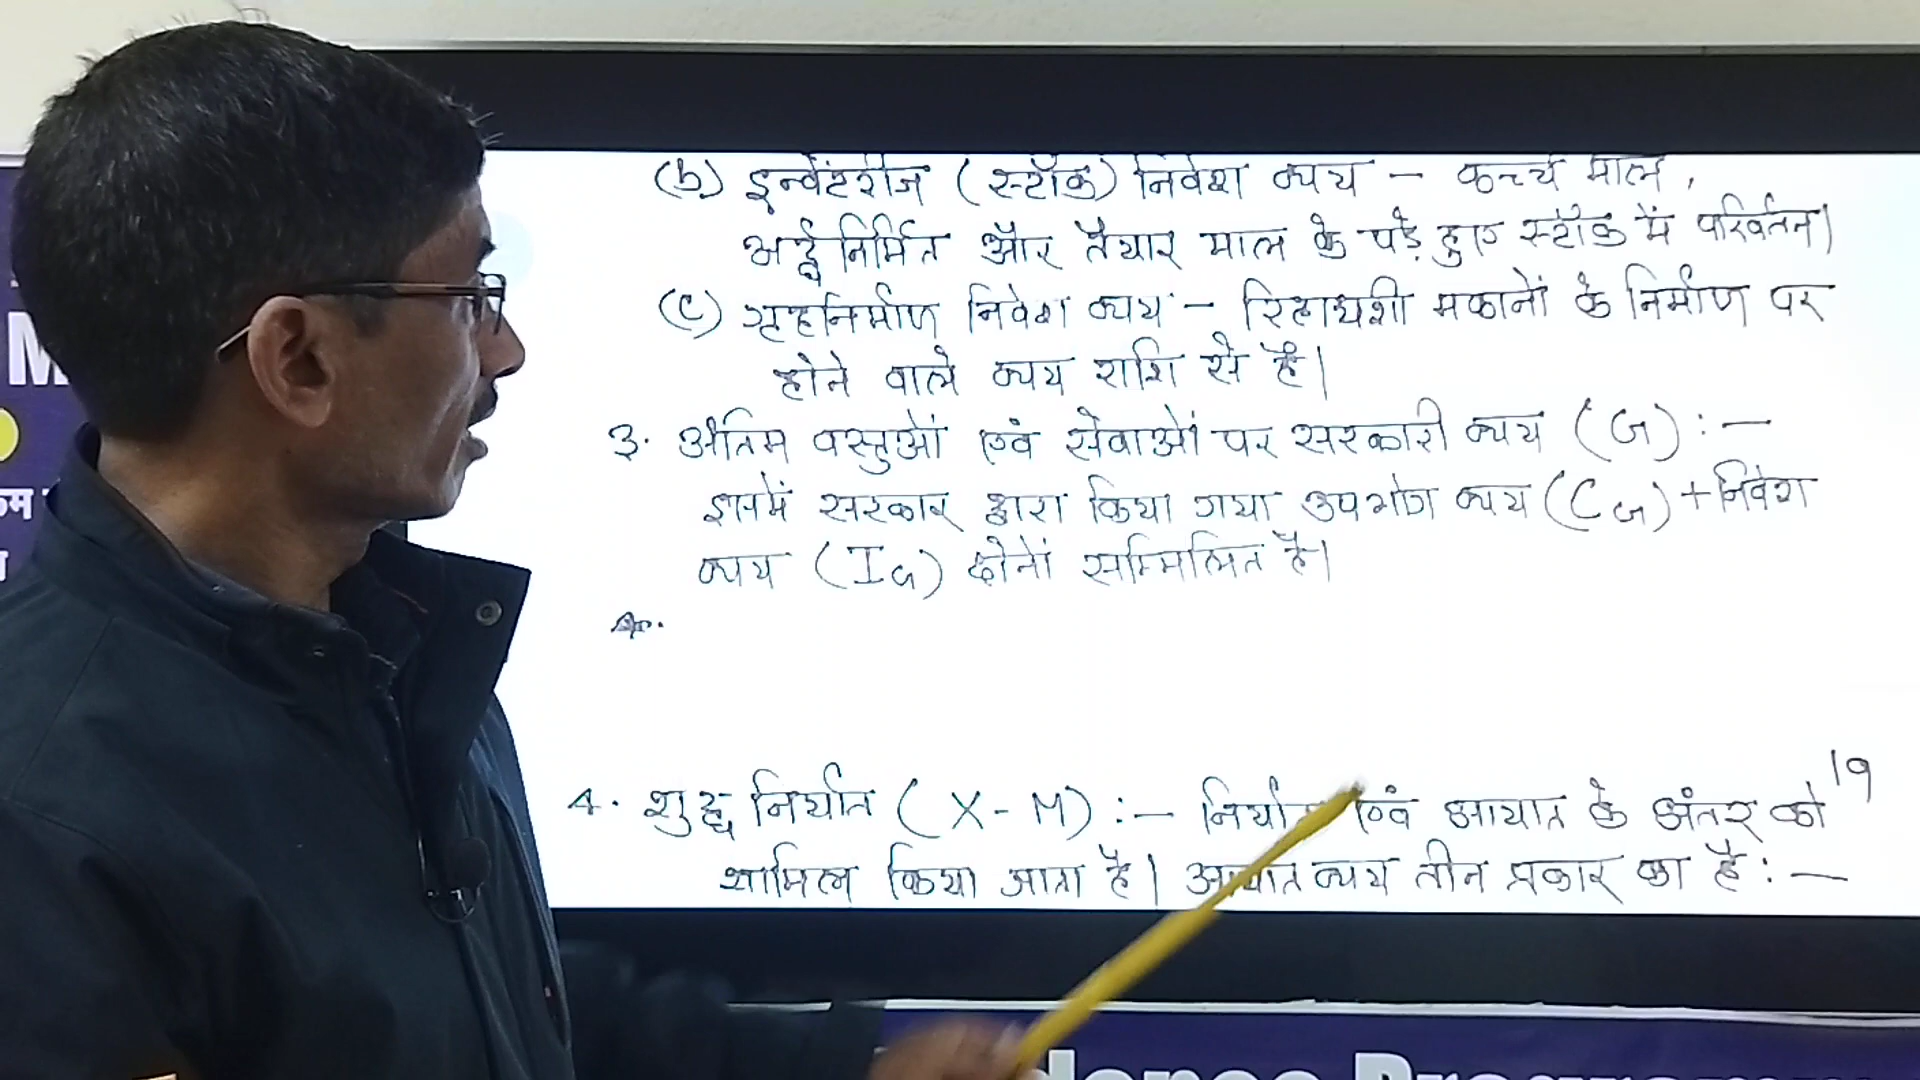 (b) इन्वेंटरीज (स्टॉक) निवेश व्यय – कच्चे माल,
अर्द्धनिर्मित और तैयार माल के पड़े हुए स्टॉक में परिवर्तन।
(c) गृहनिर्माण निवेश व्यय – रिहायशी मकानों के निर्माण पर
होने वाले व्यय राशि से है।
3. अंतिम वस्तुओं एवं सेवाओं पर सरकारी व्यय (G) :–
इसमें सरकार द्वारा किया गया उपभोग व्यय (CG) + निवेश
व्यय (IG) दोनों सम्मिलित है।
19
4. शुद्ध निर्यात (X-M) :– निर्यात एवं आयात के अंतर को
शामिल किया जाता है। आयात व्यय तीन प्रकार का है :–